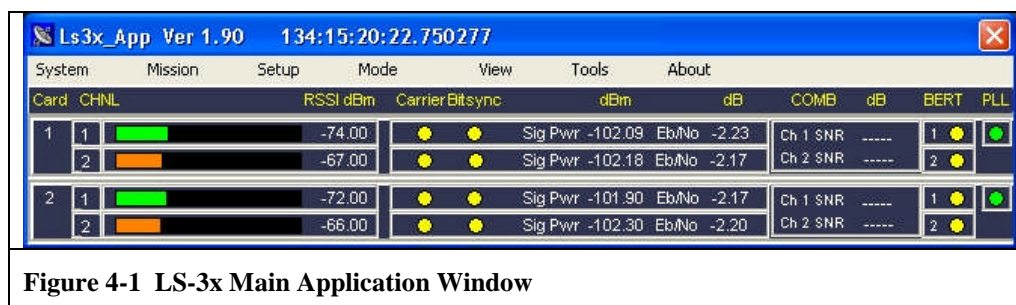 Ls3x_App Ver 1.90 134:15:20:22.750277
System Mission Setup Mode View Tools About
Card CHNL RSSI dBm Carrier Bitsync dBm dB COMB dB BERT PLL
1 1 -74.00 Sig Pwr -102.09 Eb/No -2.23 Ch 1 SNR ----- 1
2 -67.00 Sig Pwr -102.18 Eb/No -2.17 Ch 2 SNR ----- 2
2 1 -72.00 Sig Pwr -101.90 Eb/No -2.17 Ch 1 SNR ----- 1
2 -66.00 Sig Pwr -102.30 Eb/No -2.20 Ch 2 SNR ----- 2
Figure 4-1 LS-3x Main Application Window